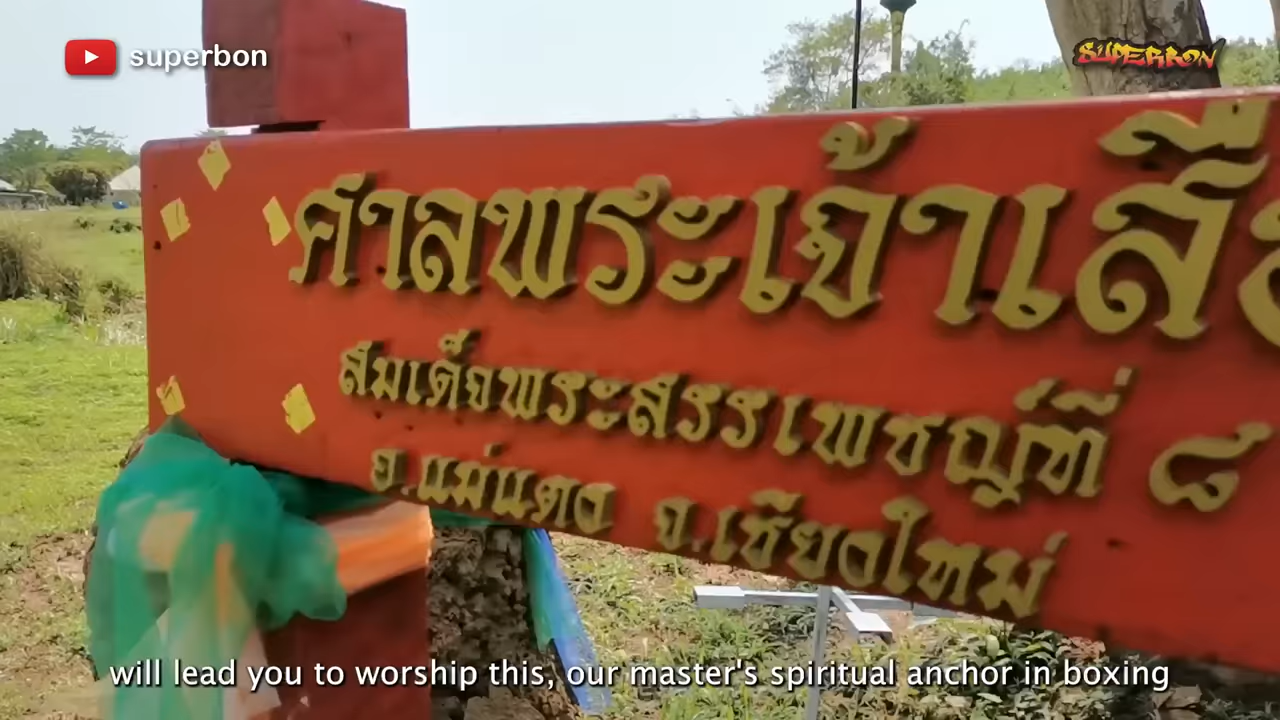 superbon
SUPERBON
ศาลพระเจ้าเสือ
สมเด็จพระสรรเพชญ์ที่ ๘
อ.แม่แตง จ.เชียงใหม่
will lead you to worship this, our master's spiritual anchor in boxing